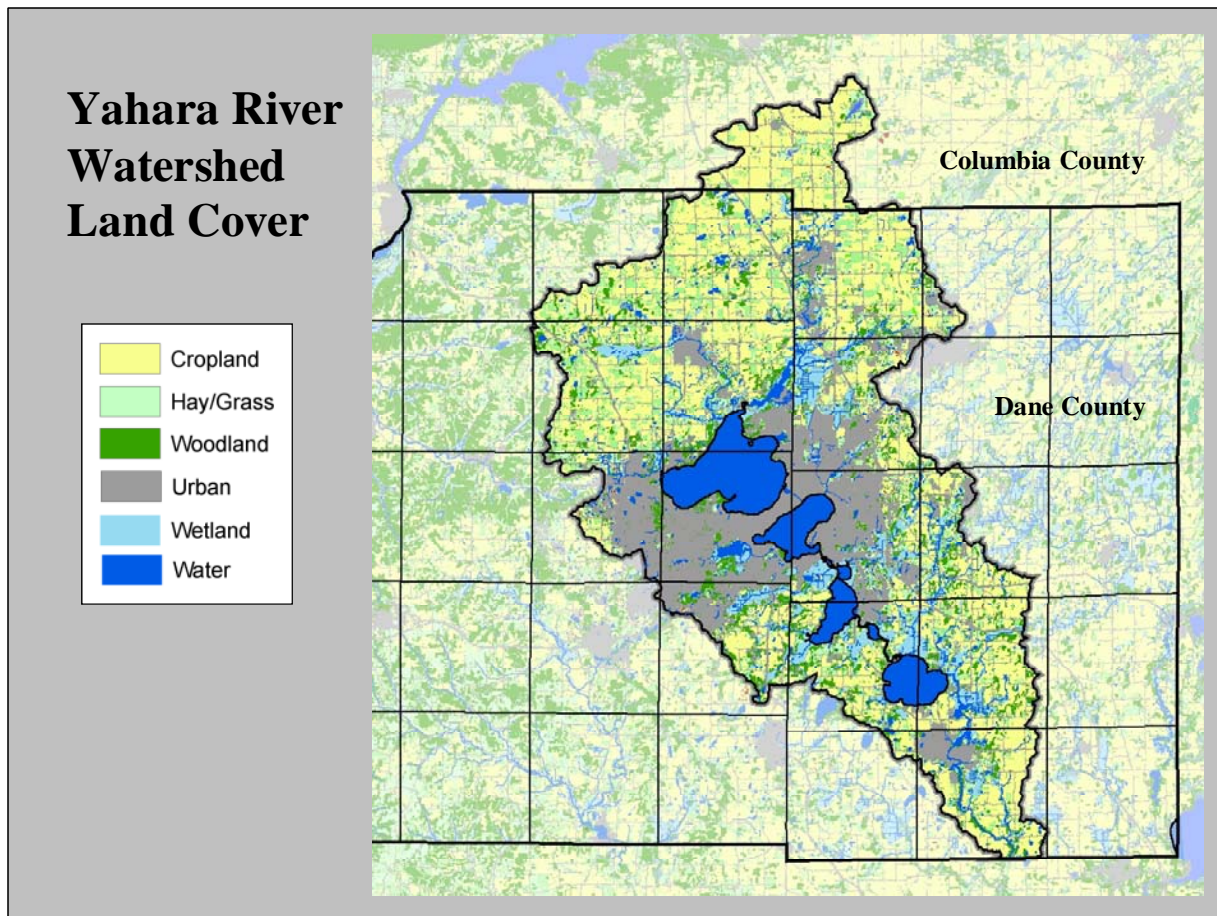 Yahara River
Watershed
Land Cover
Columbia County
Dane County
Cropland
Hay/Grass
Woodland
Urban
Wetland
Water